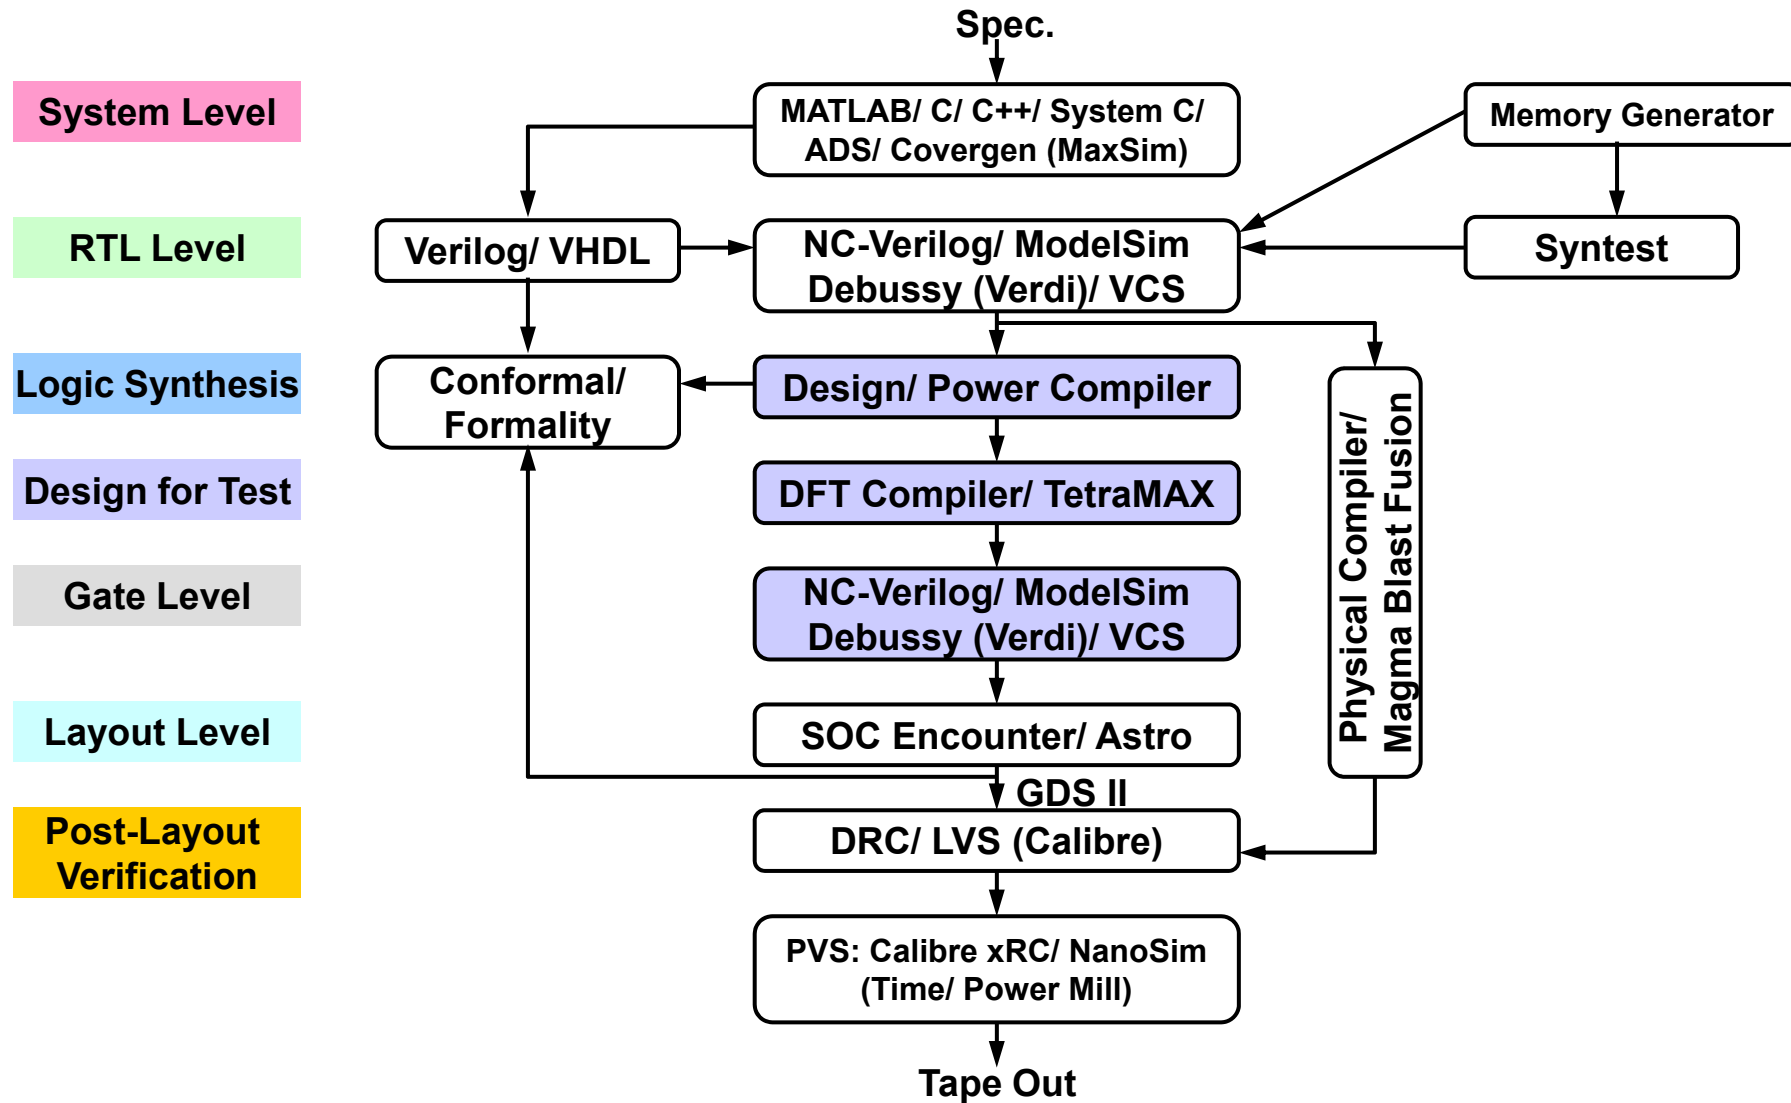 Spec.
System Level
MATLAB/ C/ C++/ System C/
ADS/ Covergen (MaxSim)
Memory Generator
RTL Level
Verilog/ VHDL
NC-Verilog/ ModelSim
Debussy (Verdi)/ VCS
Syntest
Logic Synthesis
Conformal/
Formality
Design/ Power Compiler
Physical Compiler/
Magma Blast Fusion
Design for Test
DFT Compiler/ TetraMAX
Gate Level
NC-Verilog/ ModelSim
Debussy (Verdi)/ VCS
Layout Level
SOC Encounter/ Astro
GDS II
Post-Layout
Verification
DRC/ LVS (Calibre)
PVS: Calibre xRC/ NanoSim
(Time/ Power Mill)
Tape Out